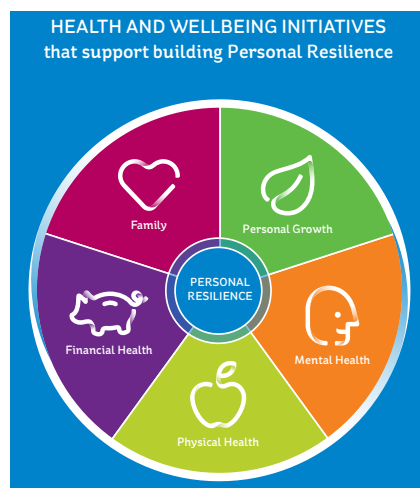 HEALTH AND WELLBEING INITIATIVES
that support building Personal Resilience
Family
Personal Growth
PERSONAL
RESILIENCE
Financial Health
Mental Health
Physical Health